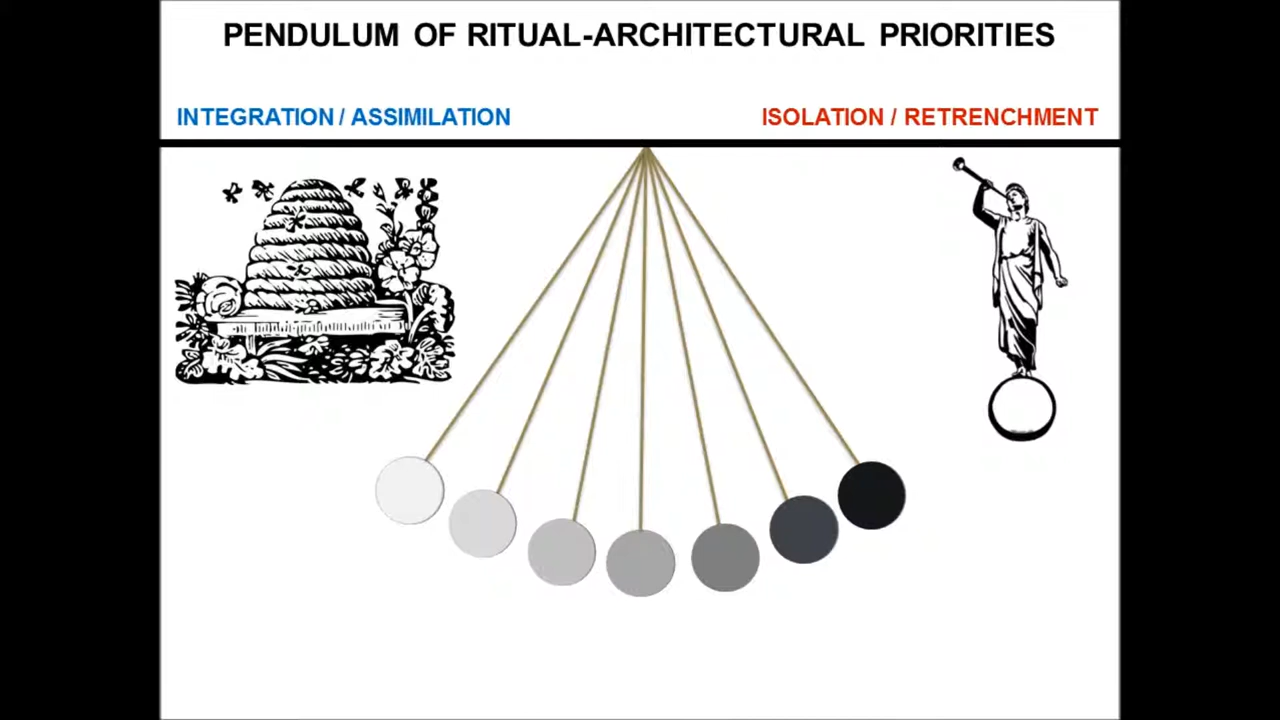 PENDULUM OF RITUAL-ARCHITECTURAL PRIORITIES
INTEGRATION / ASSIMILATION
ISOLATION / RETRENCHMENT